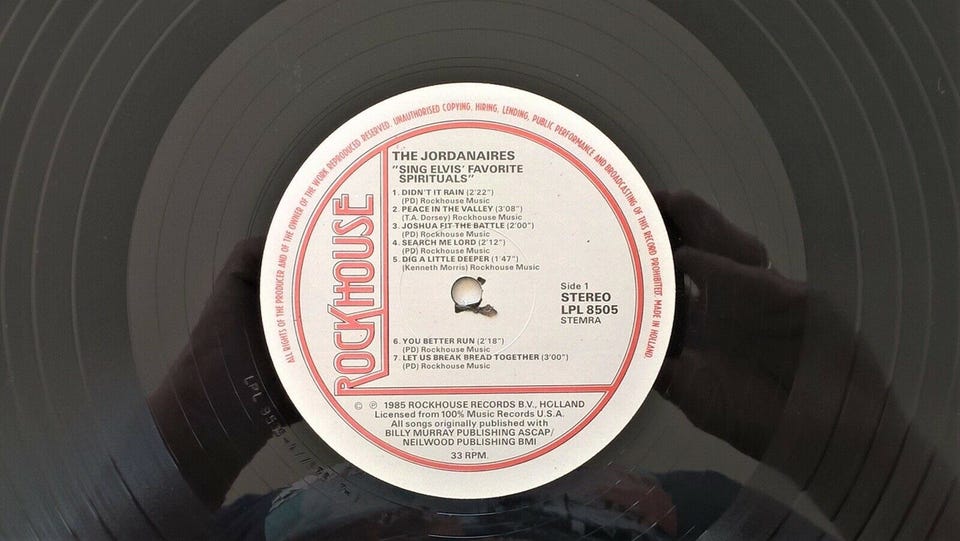 ALL RIGHTS OF THE PRODUCER AND OF THE OWNER OF THE WORK REPRODUCED RESERVED. UNAUTHORISED COPYING, HIRING, LENDING, PUBLIC PERFORMANCE AND BROADCASTING OF THIS RECORD PROHIBITED. MADE IN HOLLAND.
ROCKHOUSE
THE JORDANAIRES
"SING ELVIS' FAVORITE
SPIRITUALS"
1. DIDN'T IT RAIN (2'22")
(PD) Rockhouse Music
2. PEACE IN THE VALLEY (3'08")
(T.A. Dorsey) Rockhouse Music
3. JOSHUA FIT THE BATTLE (2'00")
(PD) Rockhouse Music
4. SEARCH ME LORD (2'12")
(PD) Rockhouse Music
5. DIG A LITTLE DEEPER (1'47")
(Kenneth Morris) Rockhouse Music
Side 1
STEREO
LPL 8505
STEMRA
6. YOU BETTER RUN (2'18")
(PD) Rockhouse Music
7. LET US BREAK BREAD TOGETHER (3'00")
(PD) Rockhouse Music
© ℗ 1985 ROCKHOUSE RECORDS B.V., HOLLAND
Licensed from 100% Music Records U.S.A.
All songs originally published with
BILLY MURRAY PUBLISHING ASCAP/
NEILWOOD PUBLISHING BMI
33 RPM.
LPL